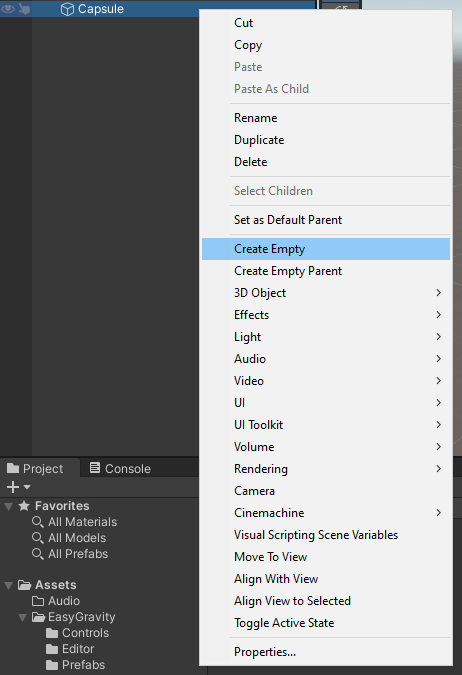 Capsule
Cut
Copy
Paste
Paste As Child
Rename
Duplicate
Delete
Select Children
Set as Default Parent
Create Empty
Create Empty Parent
3D Object
Effects
Light
Audio
Video
UI
UI Toolkit
Volume
Rendering
Camera
Cinemachine
Visual Scripting Scene Variables
Move To View
Align With View
Align View to Selected
Toggle Active State
Properties...
Project
Console
Favorites
All Materials
All Models
All Prefabs
Assets
Audio
EasyGravity
Controls
Editor
Prefabs